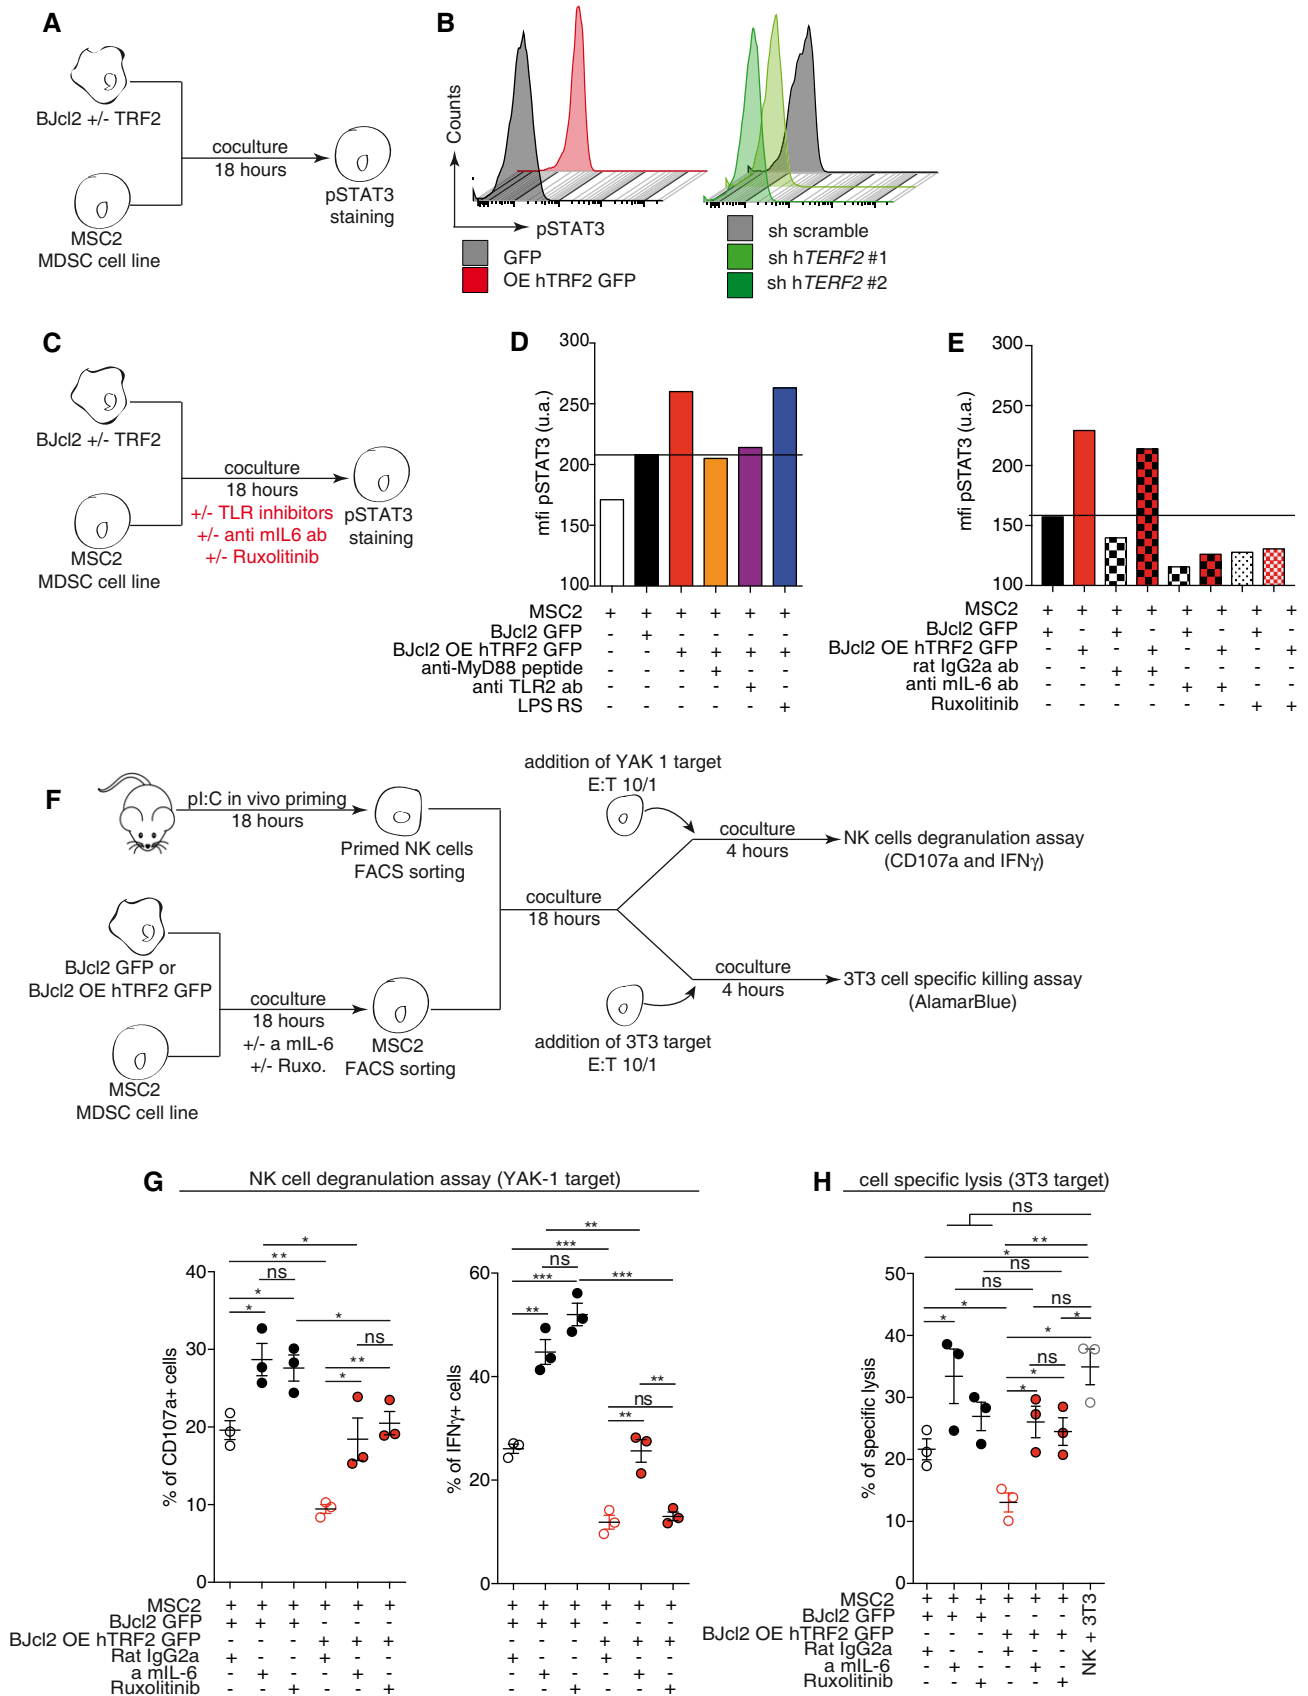 A
BJcl2 +/- TRF2
MSC2
MDSC cell line
coculture
18 hours
pSTAT3
staining
B
Counts
pSTAT3
GFP
OE hTRF2 GFP
sh scramble
sh hTERF2 #1
sh hTERF2 #2
C
BJcl2 +/- TRF2
MSC2
MDSC cell line
coculture
18 hours
+/- TLR inhibitors
+/- anti mIL6 ab
+/- Ruxolitinib
pSTAT3
staining
D
mfi pSTAT3 (u.a.)
300
250
200
150
100
MSC2 + + + + + +
BJcl2 GFP - + - - - -
BJcl2 OE hTRF2 GFP - - + + + +
anti-MyD88 peptide - - - + - -
anti TLR2 ab - - - - + -
LPS RS - - - - - +
E
mfi pSTAT3 (u.a.)
300
250
200
150
100
MSC2 + + + + + + + +
BJcl2 GFP + - + - + - + -
BJcl2 OE hTRF2 GFP - + - + - + - +
rat IgG2a ab - - + + - - - -
anti mIL-6 ab - - - - + + - -
Ruxolitinib - - - - - - + +
F
pI:C in vivo priming
18 hours
Primed NK cells
FACS sorting
BJcl2 GFP or
BJcl2 OE hTRF2 GFP
MSC2
MDSC cell line
coculture
18 hours
+/- a mIL-6
+/- Ruxo.
MSC2
FACS sorting
coculture
18 hours
addition of YAK 1 target
E:T 10/1
coculture
4 hours
NK cells degranulation assay
(CD107a and IFNγ)
addition of 3T3 target
E:T 10/1
coculture
4 hours
3T3 cell specific killing assay
(AlamarBlue)
G
NK cell degranulation assay (YAK-1 target)
% of CD107a+ cells
40
30
20
10
0
*
**
ns
*
*
*
ns
**
*
MSC2 + + + + + +
BJcl2 GFP + + + - - -
BJcl2 OE hTRF2 GFP - - - + + +
Rat IgG2a + - - + - -
a mIL-6 - + - - + -
Ruxolitinib - - + - - +
% of IFNγ+ cells
60
40
20
0
**
***
ns
***
***
**
**
ns
**
+ + + + + +
+ + + - - -
- - - + + +
+ - - + - -
- + - - + -
- - + - - +
H
cell specific lysis (3T3 target)
% of specific lysis
50
40
30
20
10
0
ns
**
*
ns
ns
*
ns
*
*
*
ns
*
*
MSC2 + + + + + +
BJcl2 GFP + + + - - -
BJcl2 OE hTRF2 GFP - - - + + +
Rat IgG2a + - - + - -
a mIL-6 - + - - + -
Ruxolitinib - - + - - +
NK + 3T3